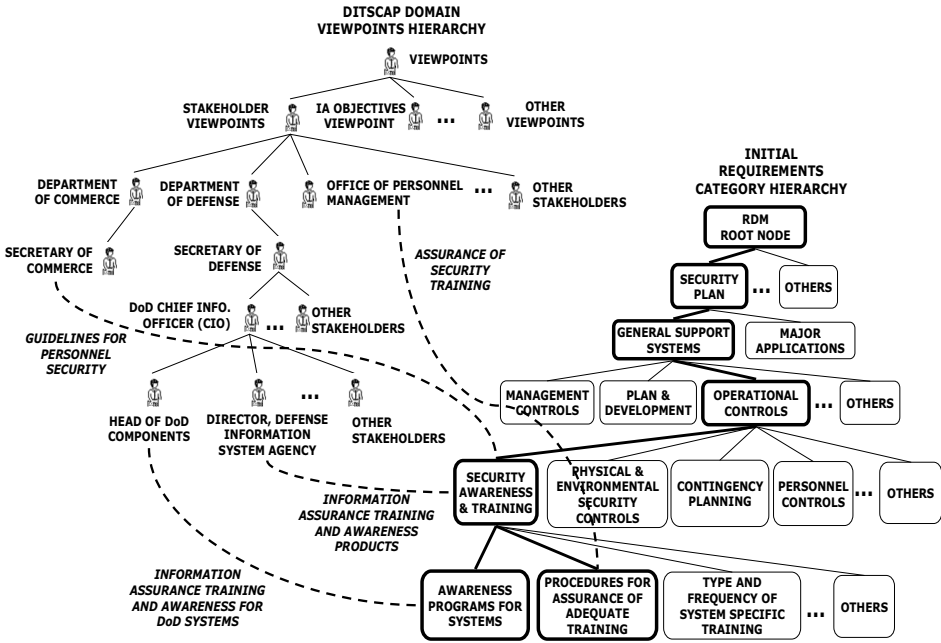 DITSCAP DOMAIN
VIEWPOINTS HIERARCHY
VIEWPOINTS
STAKEHOLDER
VIEWPOINTS
IA OBJECTIVES
VIEWPOINT
...
OTHER
VIEWPOINTS
DEPARTMENT
OF COMMERCE
DEPARTMENT
OF DEFENSE
OFFICE OF PERSONNEL
MANAGEMENT
...
OTHER
STAKEHOLDERS
SECRETARY OF
COMMERCE
SECRETARY OF
DEFENSE
ASSURANCE OF
SECURITY
TRAINING
DoD CHIEF INFO.
OFFICER (CIO)
...
OTHER
STAKEHOLDERS
GUIDELINES FOR
PERSONNEL
SECURITY
HEAD OF DoD
COMPONENTS
DIRECTOR, DEFENSE
INFORMATION
SYSTEM AGENCY
...
OTHER
STAKEHOLDERS
INFORMATION
ASSURANCE TRAINING
AND AWARENESS
PRODUCTS
INFORMATION
ASSURANCE TRAINING
AND AWARENESS FOR
DoD SYSTEMS
INITIAL
REQUIREMENTS
CATEGORY HIERARCHY
RDM
ROOT NODE
SECURITY
PLAN
...
OTHERS
GENERAL SUPPORT
SYSTEMS
MAJOR
APPLICATIONS
MANAGEMENT
CONTROLS
PLAN &
DEVELOPMENT
OPERATIONAL
CONTROLS
...
OTHERS
SECURITY
AWARENESS
& TRAINING
PHYSICAL &
ENVIRONMENTAL
SECURITY
CONTROLS
CONTINGENCY
PLANNING
PERSONNEL
CONTROLS
...
OTHERS
AWARENESS
PROGRAMS FOR
SYSTEMS
PROCEDURES FOR
ASSURANCE OF
ADEQUATE
TRAINING
TYPE AND
FREQUENCY OF
SYSTEM SPECIFIC
TRAINING
...
OTHERS